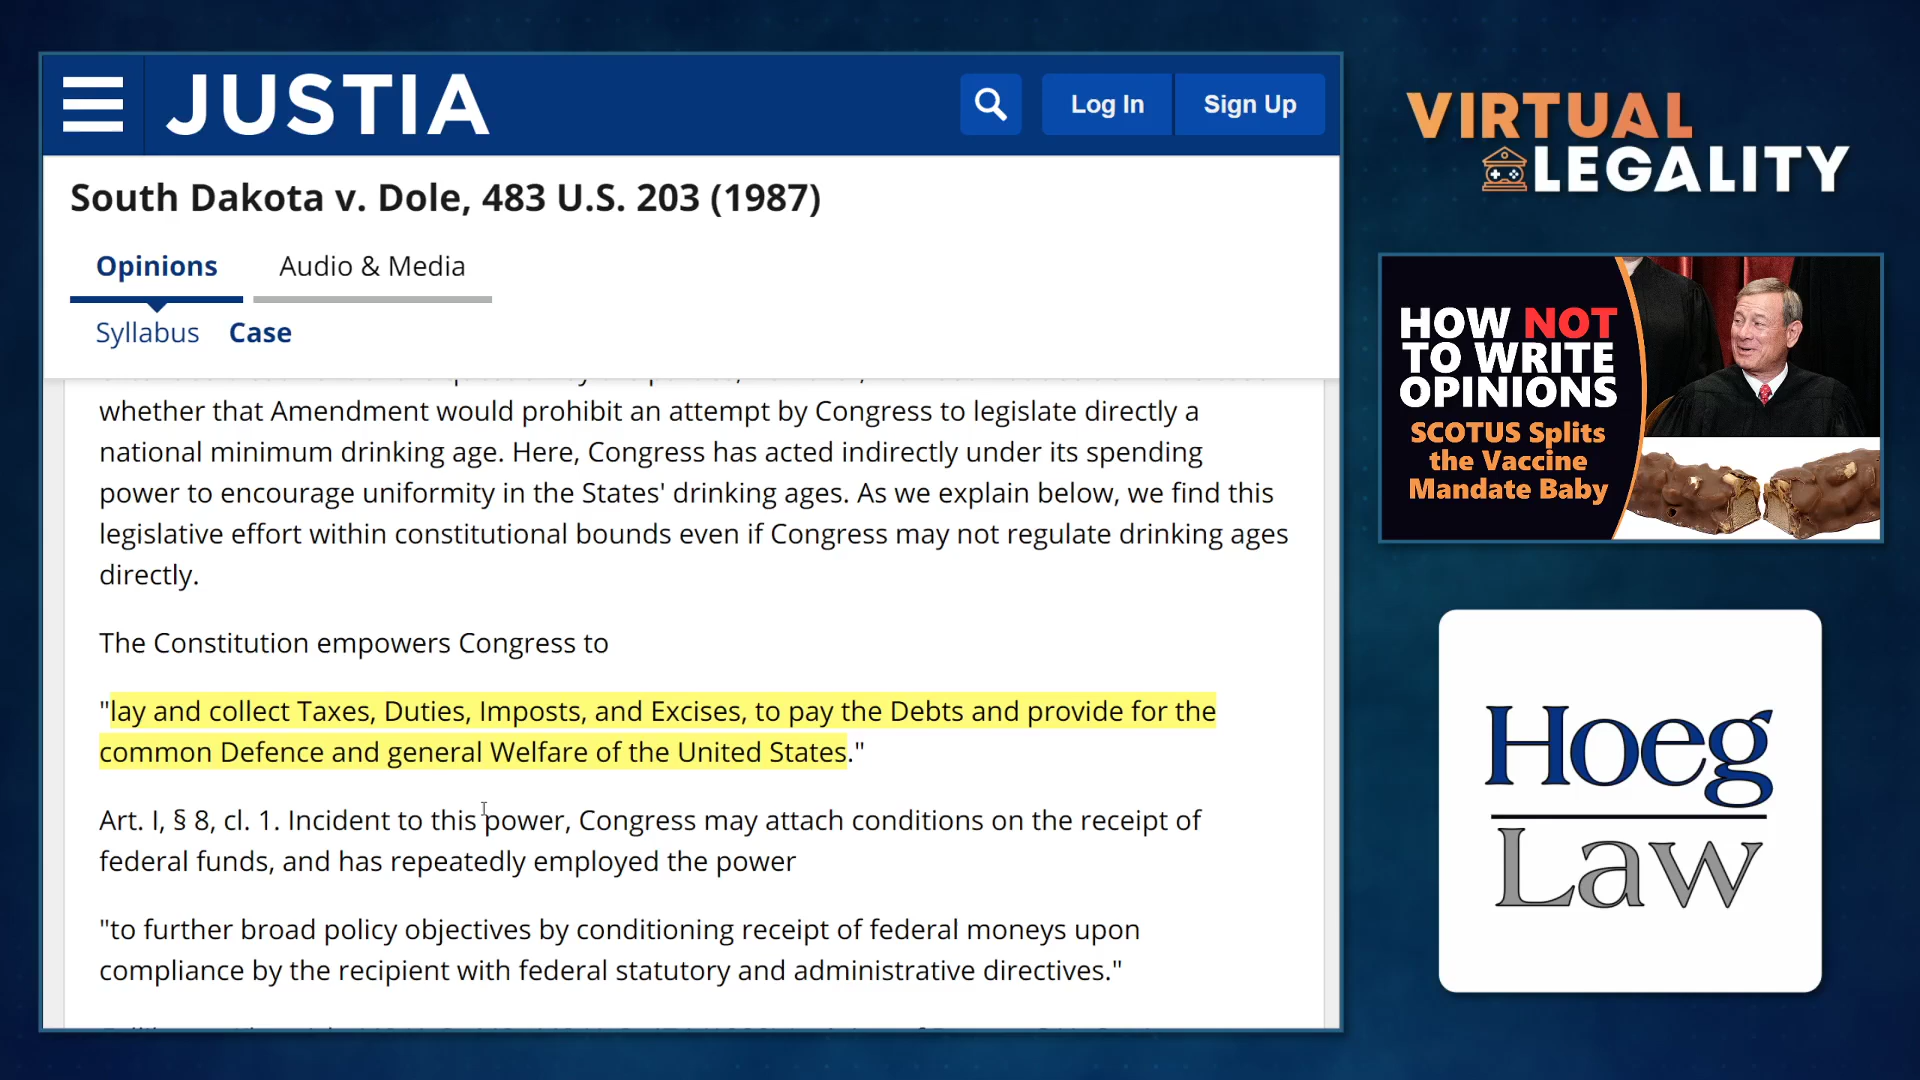 JUSTIA
Log In
Sign Up
South Dakota v. Dole, 483 U.S. 203 (1987)
Opinions
Audio & Media
Syllabus
Case
whether that Amendment would prohibit an attempt by Congress to legislate directly a
national minimum drinking age. Here, Congress has acted indirectly under its spending
power to encourage uniformity in the States' drinking ages. As we explain below, we find this
legislative effort within constitutional bounds even if Congress may not regulate drinking ages
directly.
The Constitution empowers Congress to
"lay and collect Taxes, Duties, Imposts, and Excises, to pay the Debts and provide for the
common Defence and general Welfare of the United States."
Art. I, § 8, cl. 1. Incident to this power, Congress may attach conditions on the receipt of
federal funds, and has repeatedly employed the power
"to further broad policy objectives by conditioning receipt of federal moneys upon
compliance by the recipient with federal statutory and administrative directives."
VIRTUAL
LEGALITY
HOW NOT
TO WRITE
OPINIONS
SCOTUS Splits
the Vaccine
Mandate Baby
Hoeg
Law